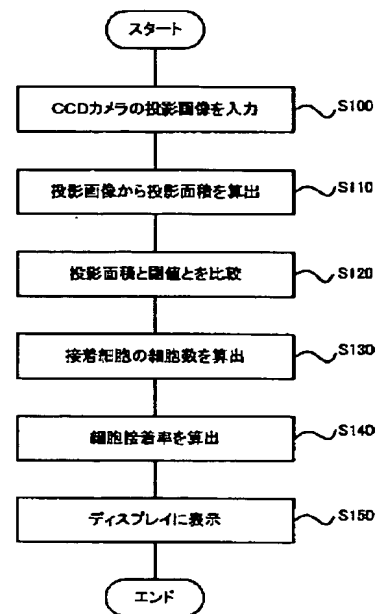 スタート
CCDカメラの投影画像を入力
S100
投影画像から投影面積を算出
S110
投影面積と閾値とを比較
S120
接着細胞の細胞数を算出
S130
細胞接着率を算出
S140
ディスプレイに表示
S150
エンド